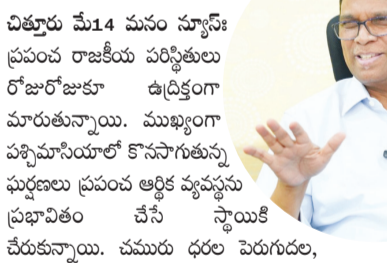 చిత్తూరు మే14 మనం న్యూస్:
ప్రపంచ రాజకీయ పరిస్థితులు
రోజురోజుకూ ఉద్రిక్తంగా
మారుతున్నాయి. ముఖ్యంగా
పశ్చిమాసియాలో కొనసాగుతున్న
ఘర్షణలు ప్రపంచ ఆర్థిక వ్యవస్థను
ప్రభావితం చేసే స్థాయికి
చేరుకున్నాయి. చమురు ధరల పెరుగుదల,